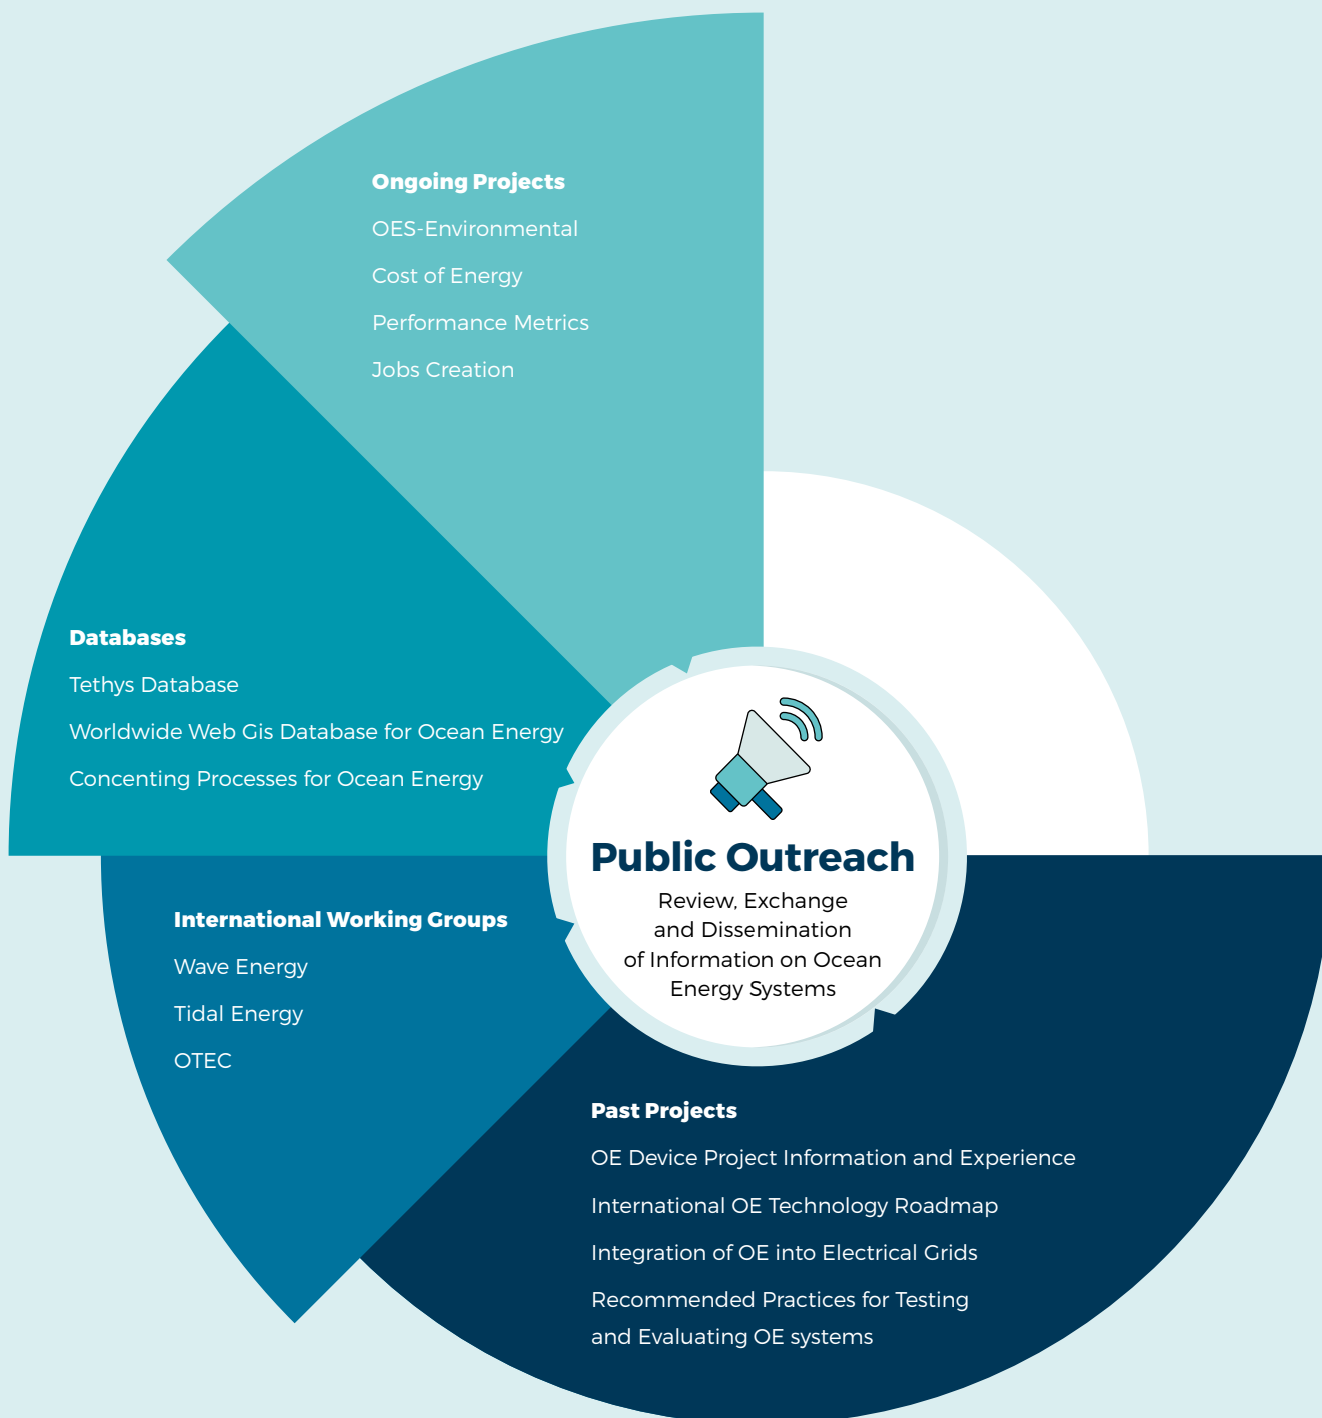 Ongoing Projects
OES-Environmental
Cost of Energy
Performance Metrics
Jobs Creation
Databases
Tethys Database
Worldwide Web Gis Database for Ocean Energy
Concenting Processes for Ocean Energy
Public Outreach
Review, Exchange
and Dissemination
of Information on Ocean
Energy Systems
International Working Groups
Wave Energy
Tidal Energy
OTEC
Past Projects
OE Device Project Information and Experience
International OE Technology Roadmap
Integration of OE into Electrical Grids
Recommended Practices for Testing
and Evaluating OE systems